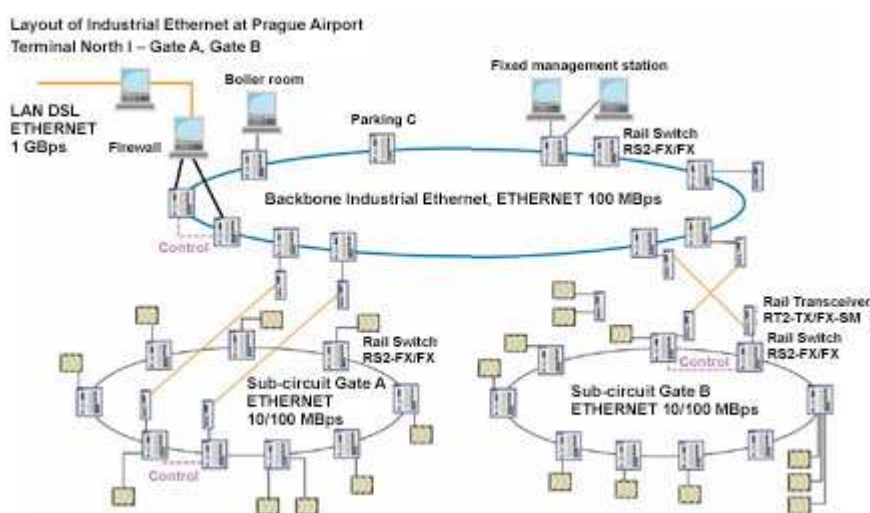 Layout of Industrial Ethernet at Prague Airport
Terminal North I – Gate A, Gate B
Boiler room
Fixed management station
LAN DSL
ETHERNET
1 GBps
Firewall
Parking C
Rail Switch
RS2-FX/FX
Backbone Industrial Ethernet, ETHERNET 100 MBps
Control
Rail Transceiver
RT2-TX/FX-SM
Rail Switch
RS2-FX/FX
Rail Switch
RS2-FX/FX
Control
Sub-circuit Gate A
ETHERNET
10/100 MBps
Sub-circuit Gate B
ETHERNET 10/100 MBps
Control